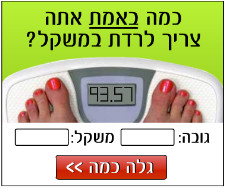 כמה באמת אתה
צריך לרדת במשקל?
93.57
גובה: משקל:
גלה כמה >>